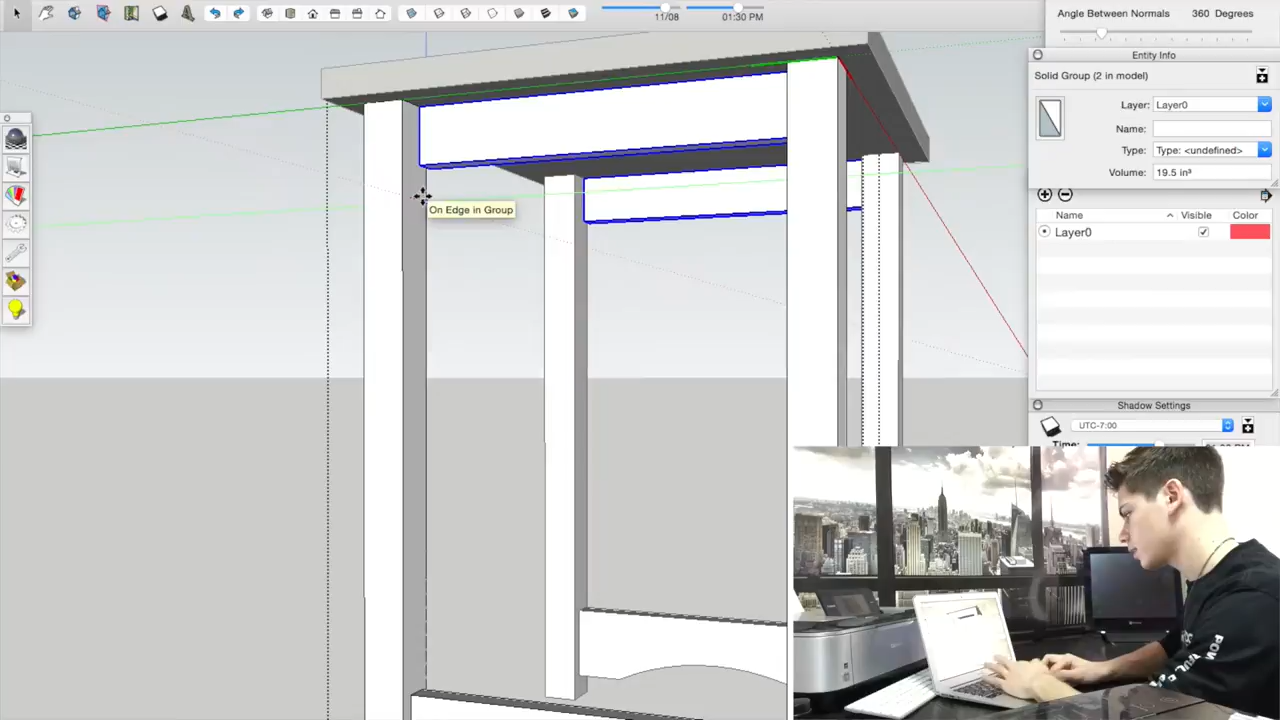 11/08
01:30 PM
Angle Between Normals 360 Degrees
Entity Info
Solid Group (2 in model)
Layer: Layer0
Name:
Type: Type: <undefined>
Volume: 19.5 in³
Name Visible Color
Layer0
On Edge in Group
Shadow Settings
UTC-7:00